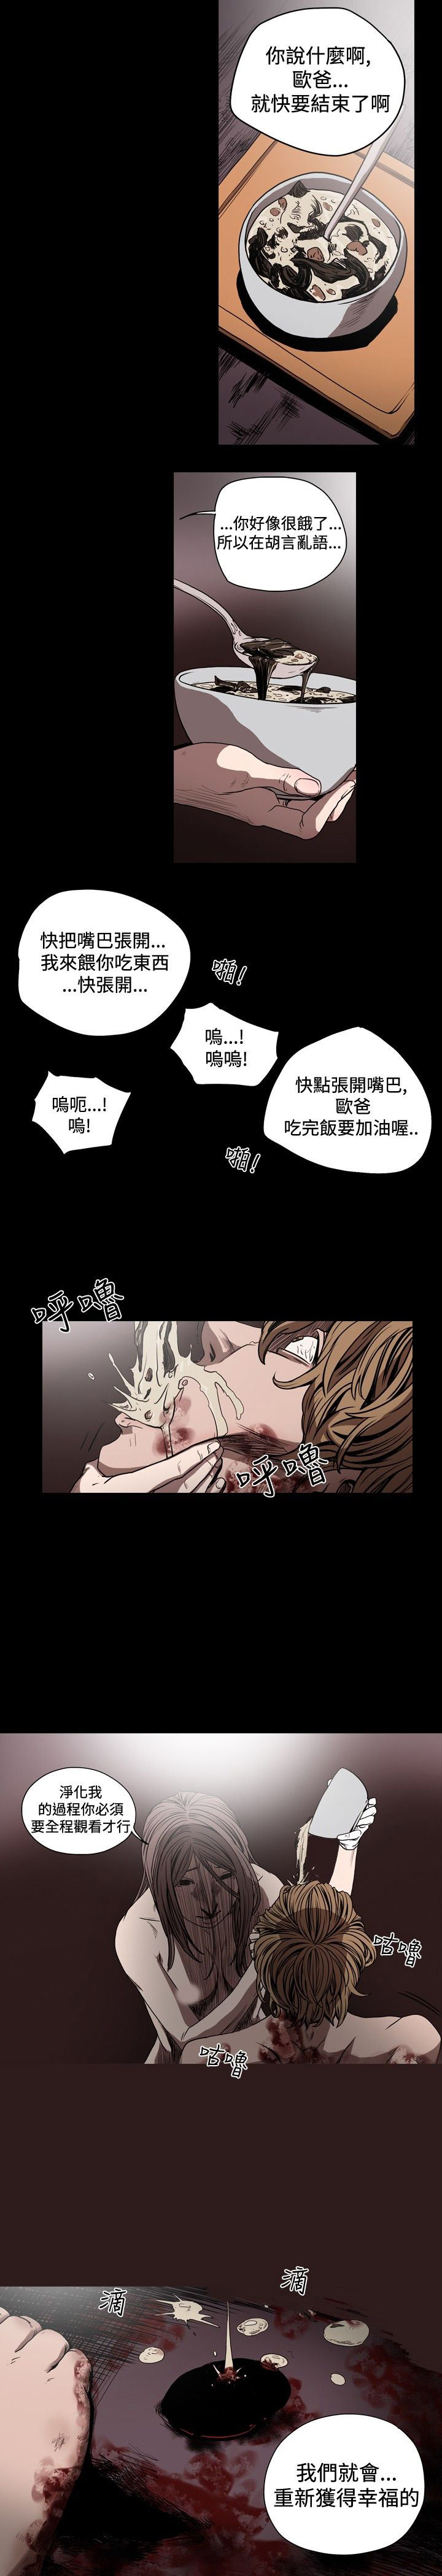 你說什麼啊,
歐爸...
就快要結束了啊
...你好像很餓了...
所以在胡言亂語...
快把嘴巴張開...
我來餵你吃東西
...快張開...
啪!
嗚...!
嗚嗚!
嗚呃...!
嗚!
快點張開嘴巴,
歐爸
吃完飯要加油喔..
啪!
呼嚕
呼嚕
淨化我
的過程你必須
要全程觀看才行
咕嚕
咕嚕
滴
滴
我們就會...
重新獲得幸福的